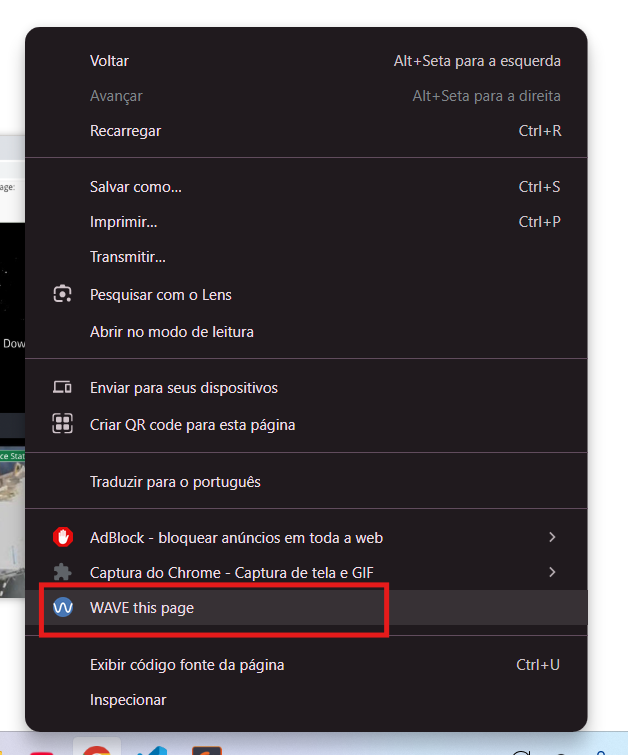 Voltar Alt+Seta para a esquerda
Avançar Alt+Seta para a direita
Recarregar Ctrl+R
age:
Salvar como... Ctrl+S
Imprimir... Ctrl+P
Transmitir...
Pesquisar com o Lens
Abrir no modo de leitura
Dow
Enviar para seus dispositivos
Criar QR code para esta página
ce Stat
Traduzir para o português
AdBlock - bloquear anúncios em toda a web
Captura do Chrome - Captura de tela e GIF
WAVE this page
Exibir código fonte da página Ctrl+U
Inspecionar